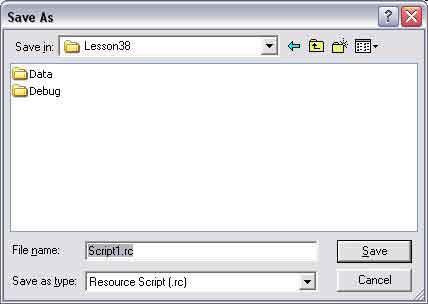 Save As
Save in: Lesson38
Data
Debug
File name: Script1.rc Save
Save as type: Resource Script (.rc) Cancel